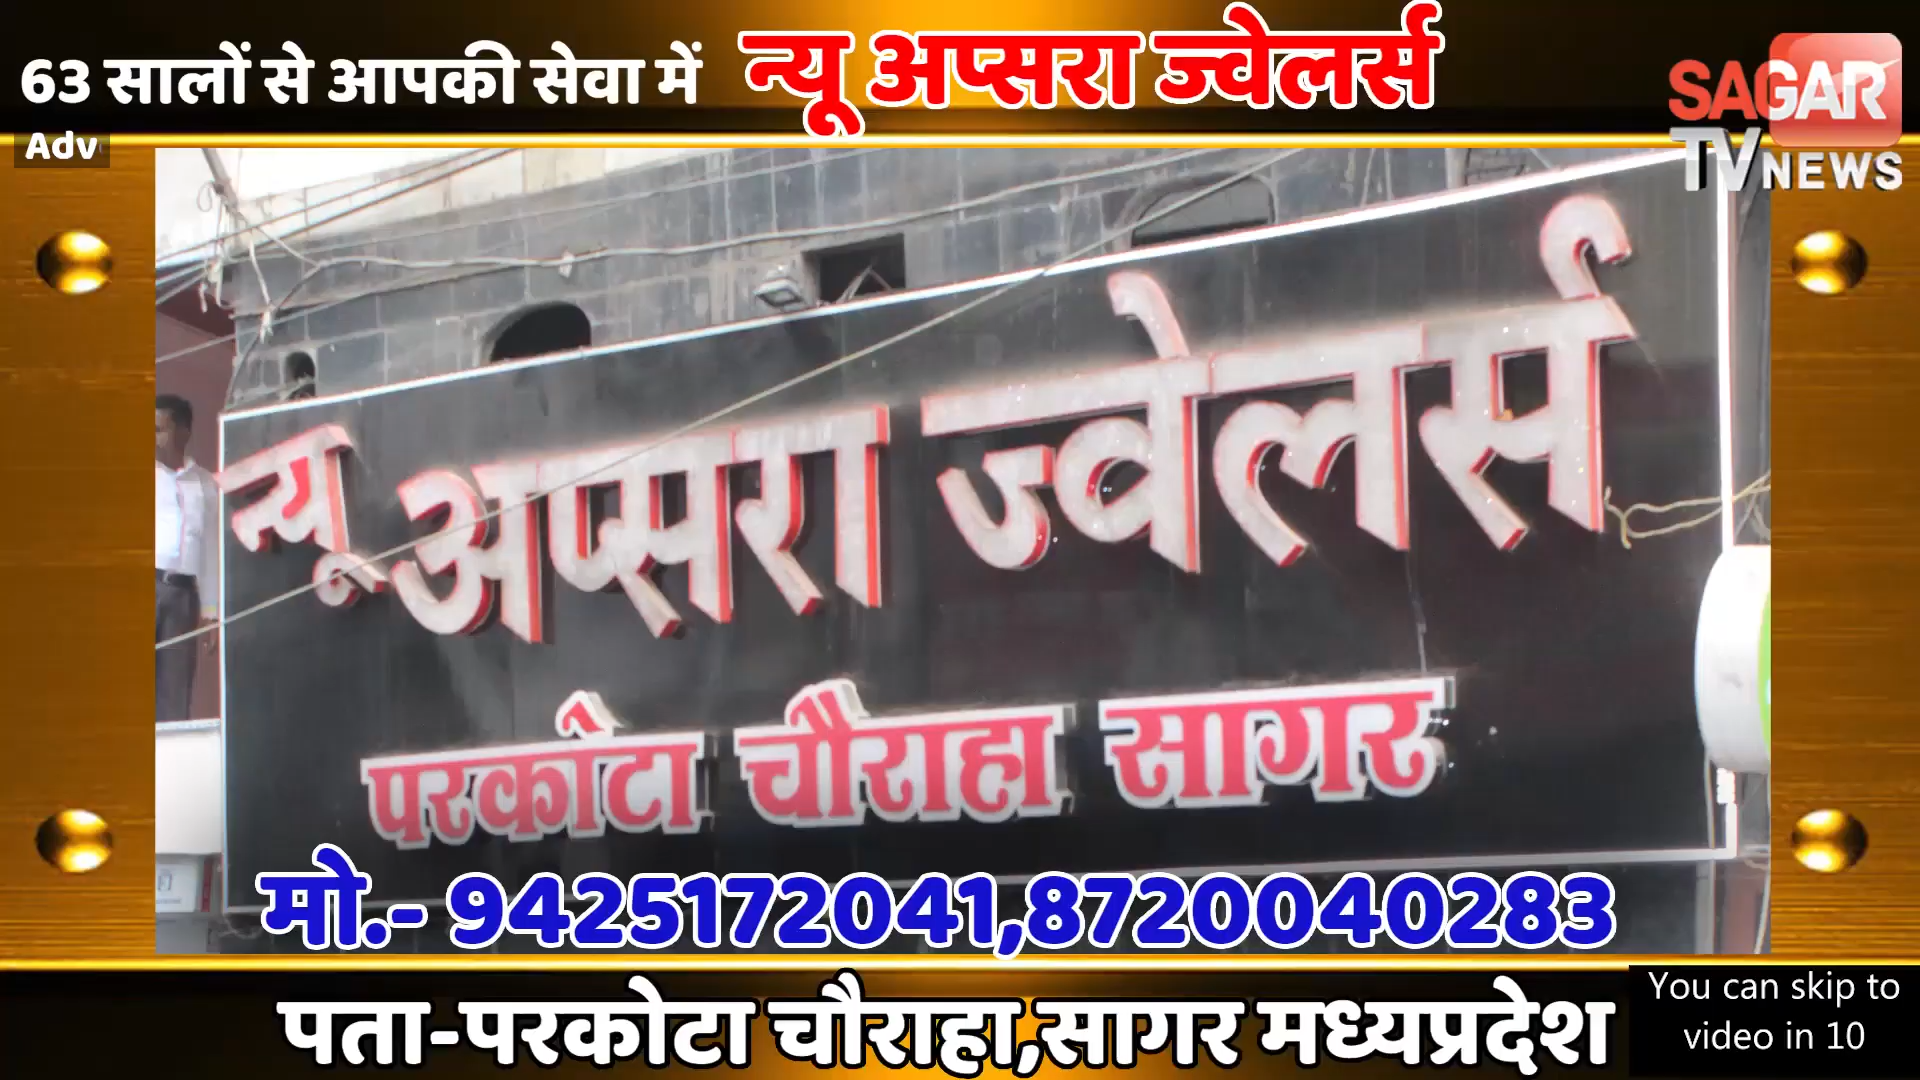 63 सालों से आपकी सेवा में न्यू अप्सरा ज्वेलर्स
SAGAR
TV NEWS
Adv
न्यू अप्सरा ज्वेलर्स
परकोटा चौराहा सागर
मो.- 9425172041,8720040283
पता-परकोटा चौराहा,सागर मध्यप्रदेश
You can skip to
video in 10